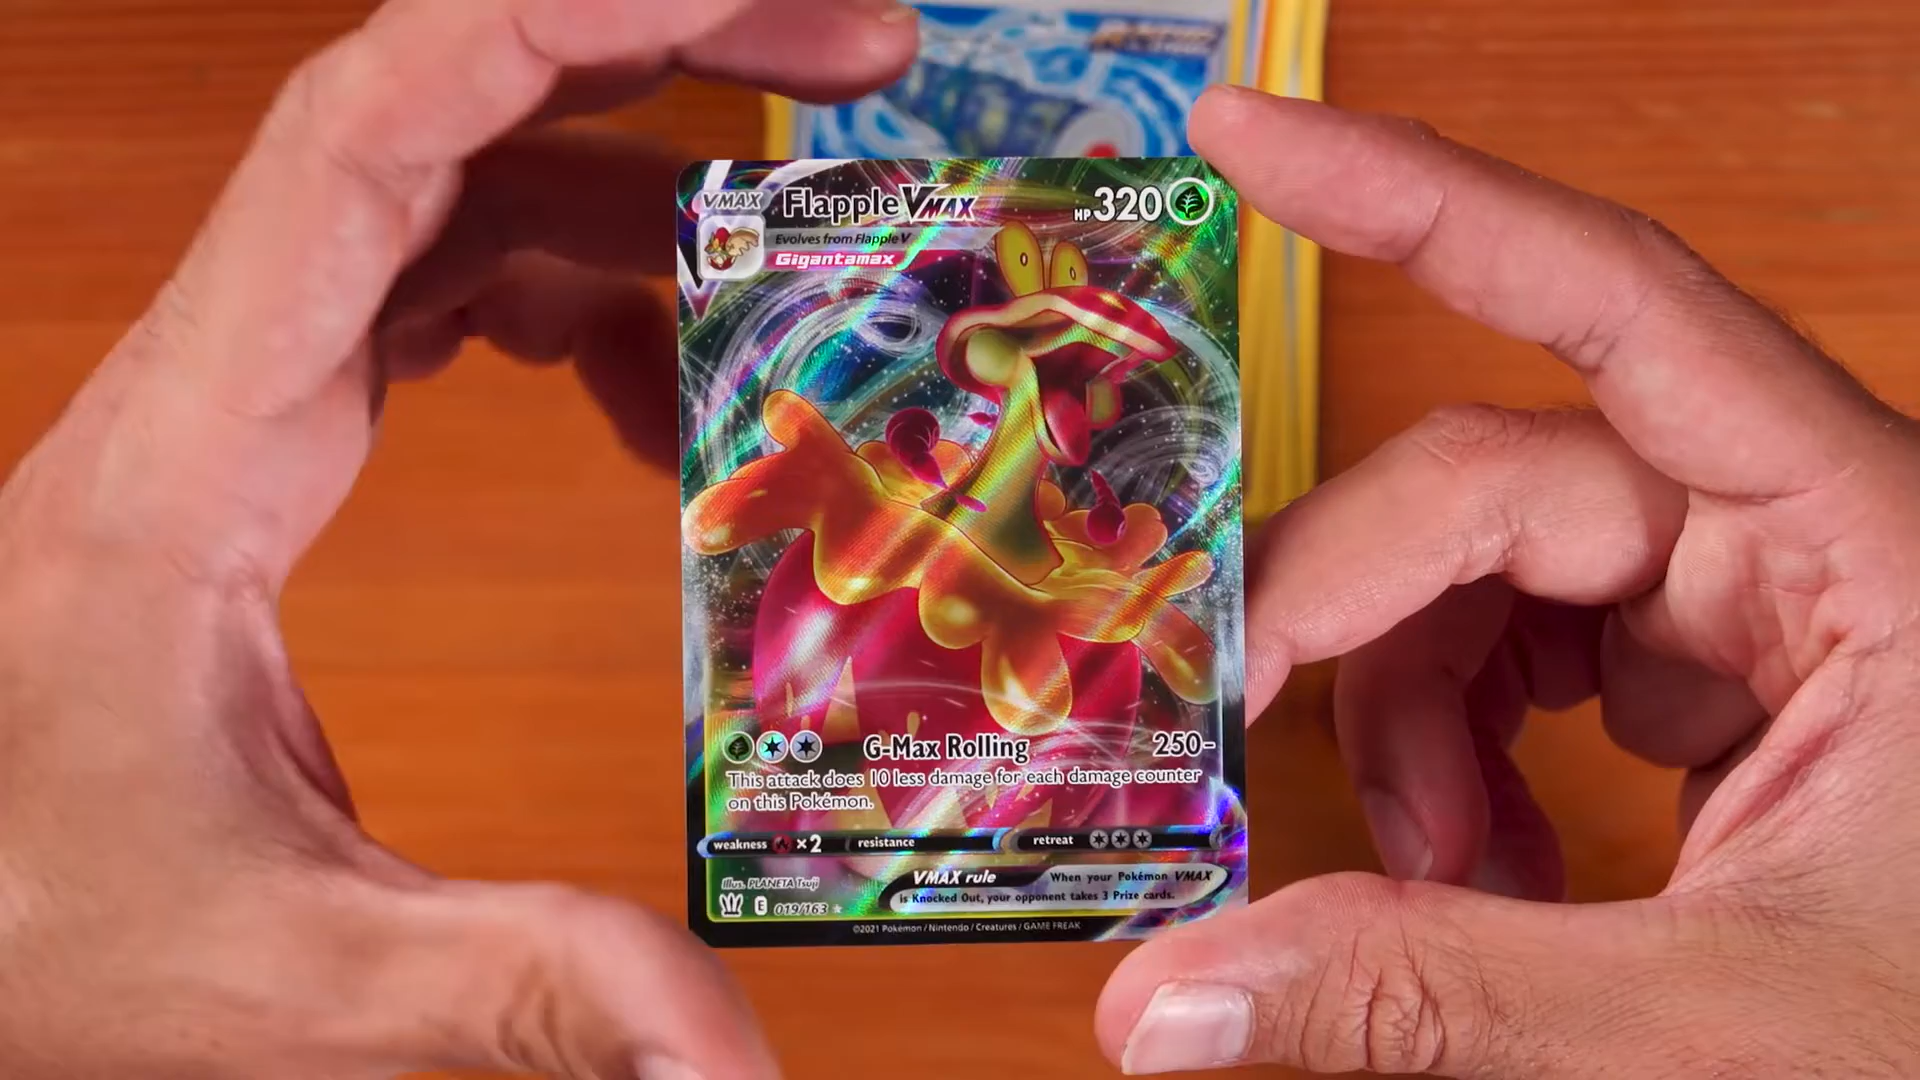 VMAX Flapple VMAX HP 320
Evolves from Flapple V
Gigantamax
G-Max Rolling 250-
This attack does 10 less damage for each damage counter
on this Pokémon.
weakness ×2 resistance retreat
Illus. PLANETA Tsuji
VMAX rule When your Pokémon VMAX
is Knocked Out, your opponent takes 3 Prize cards.
E 019/163 ★
©2021 Pokémon / Nintendo / Creatures / GAME FREAK